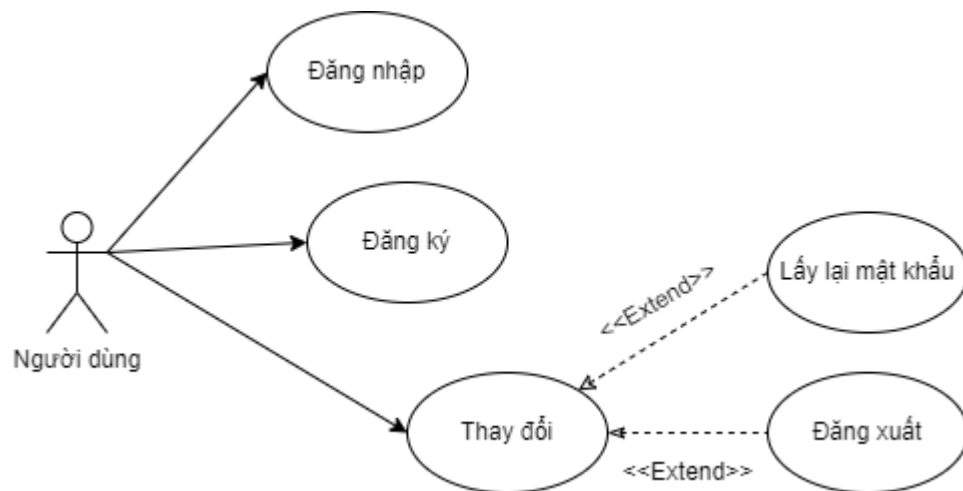 Đăng nhập
Đăng ký
Lấy lại mật khẩu
<<Extend>>
Người dùng
Thay đổi
Đăng xuất
<<Extend>>